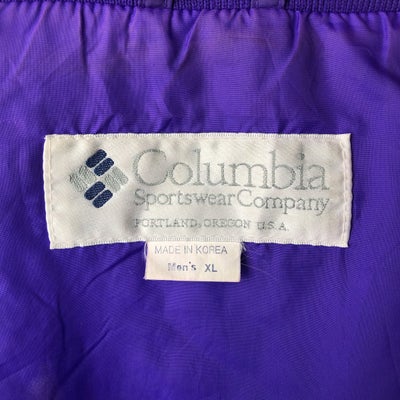 Columbia
Sportswear Company
PORTLAND, OREGON U.S.A.
MADE IN KOREA
Men's XL